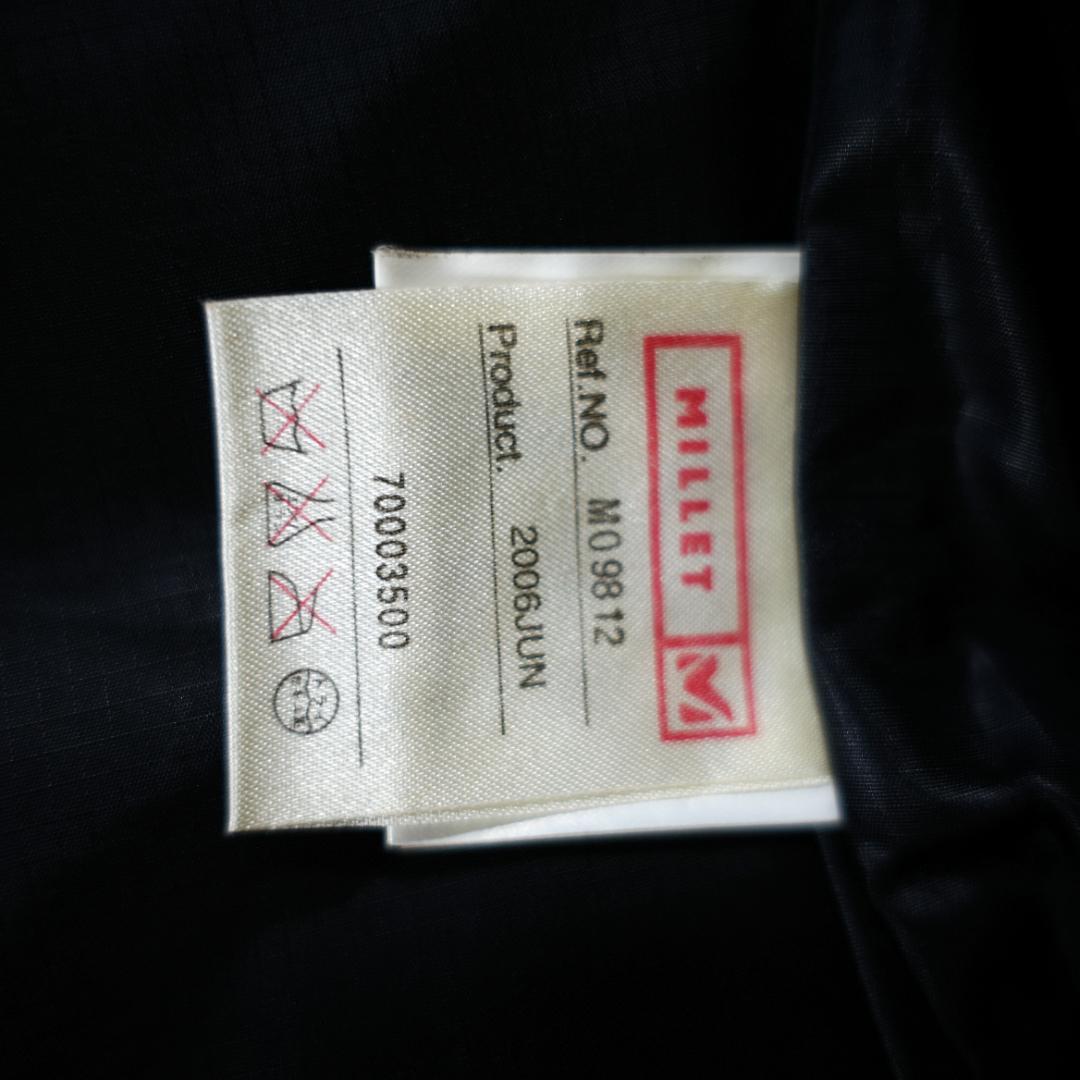 MILLET
Ref.NO. M09812
Product. 2006JUN
70003500